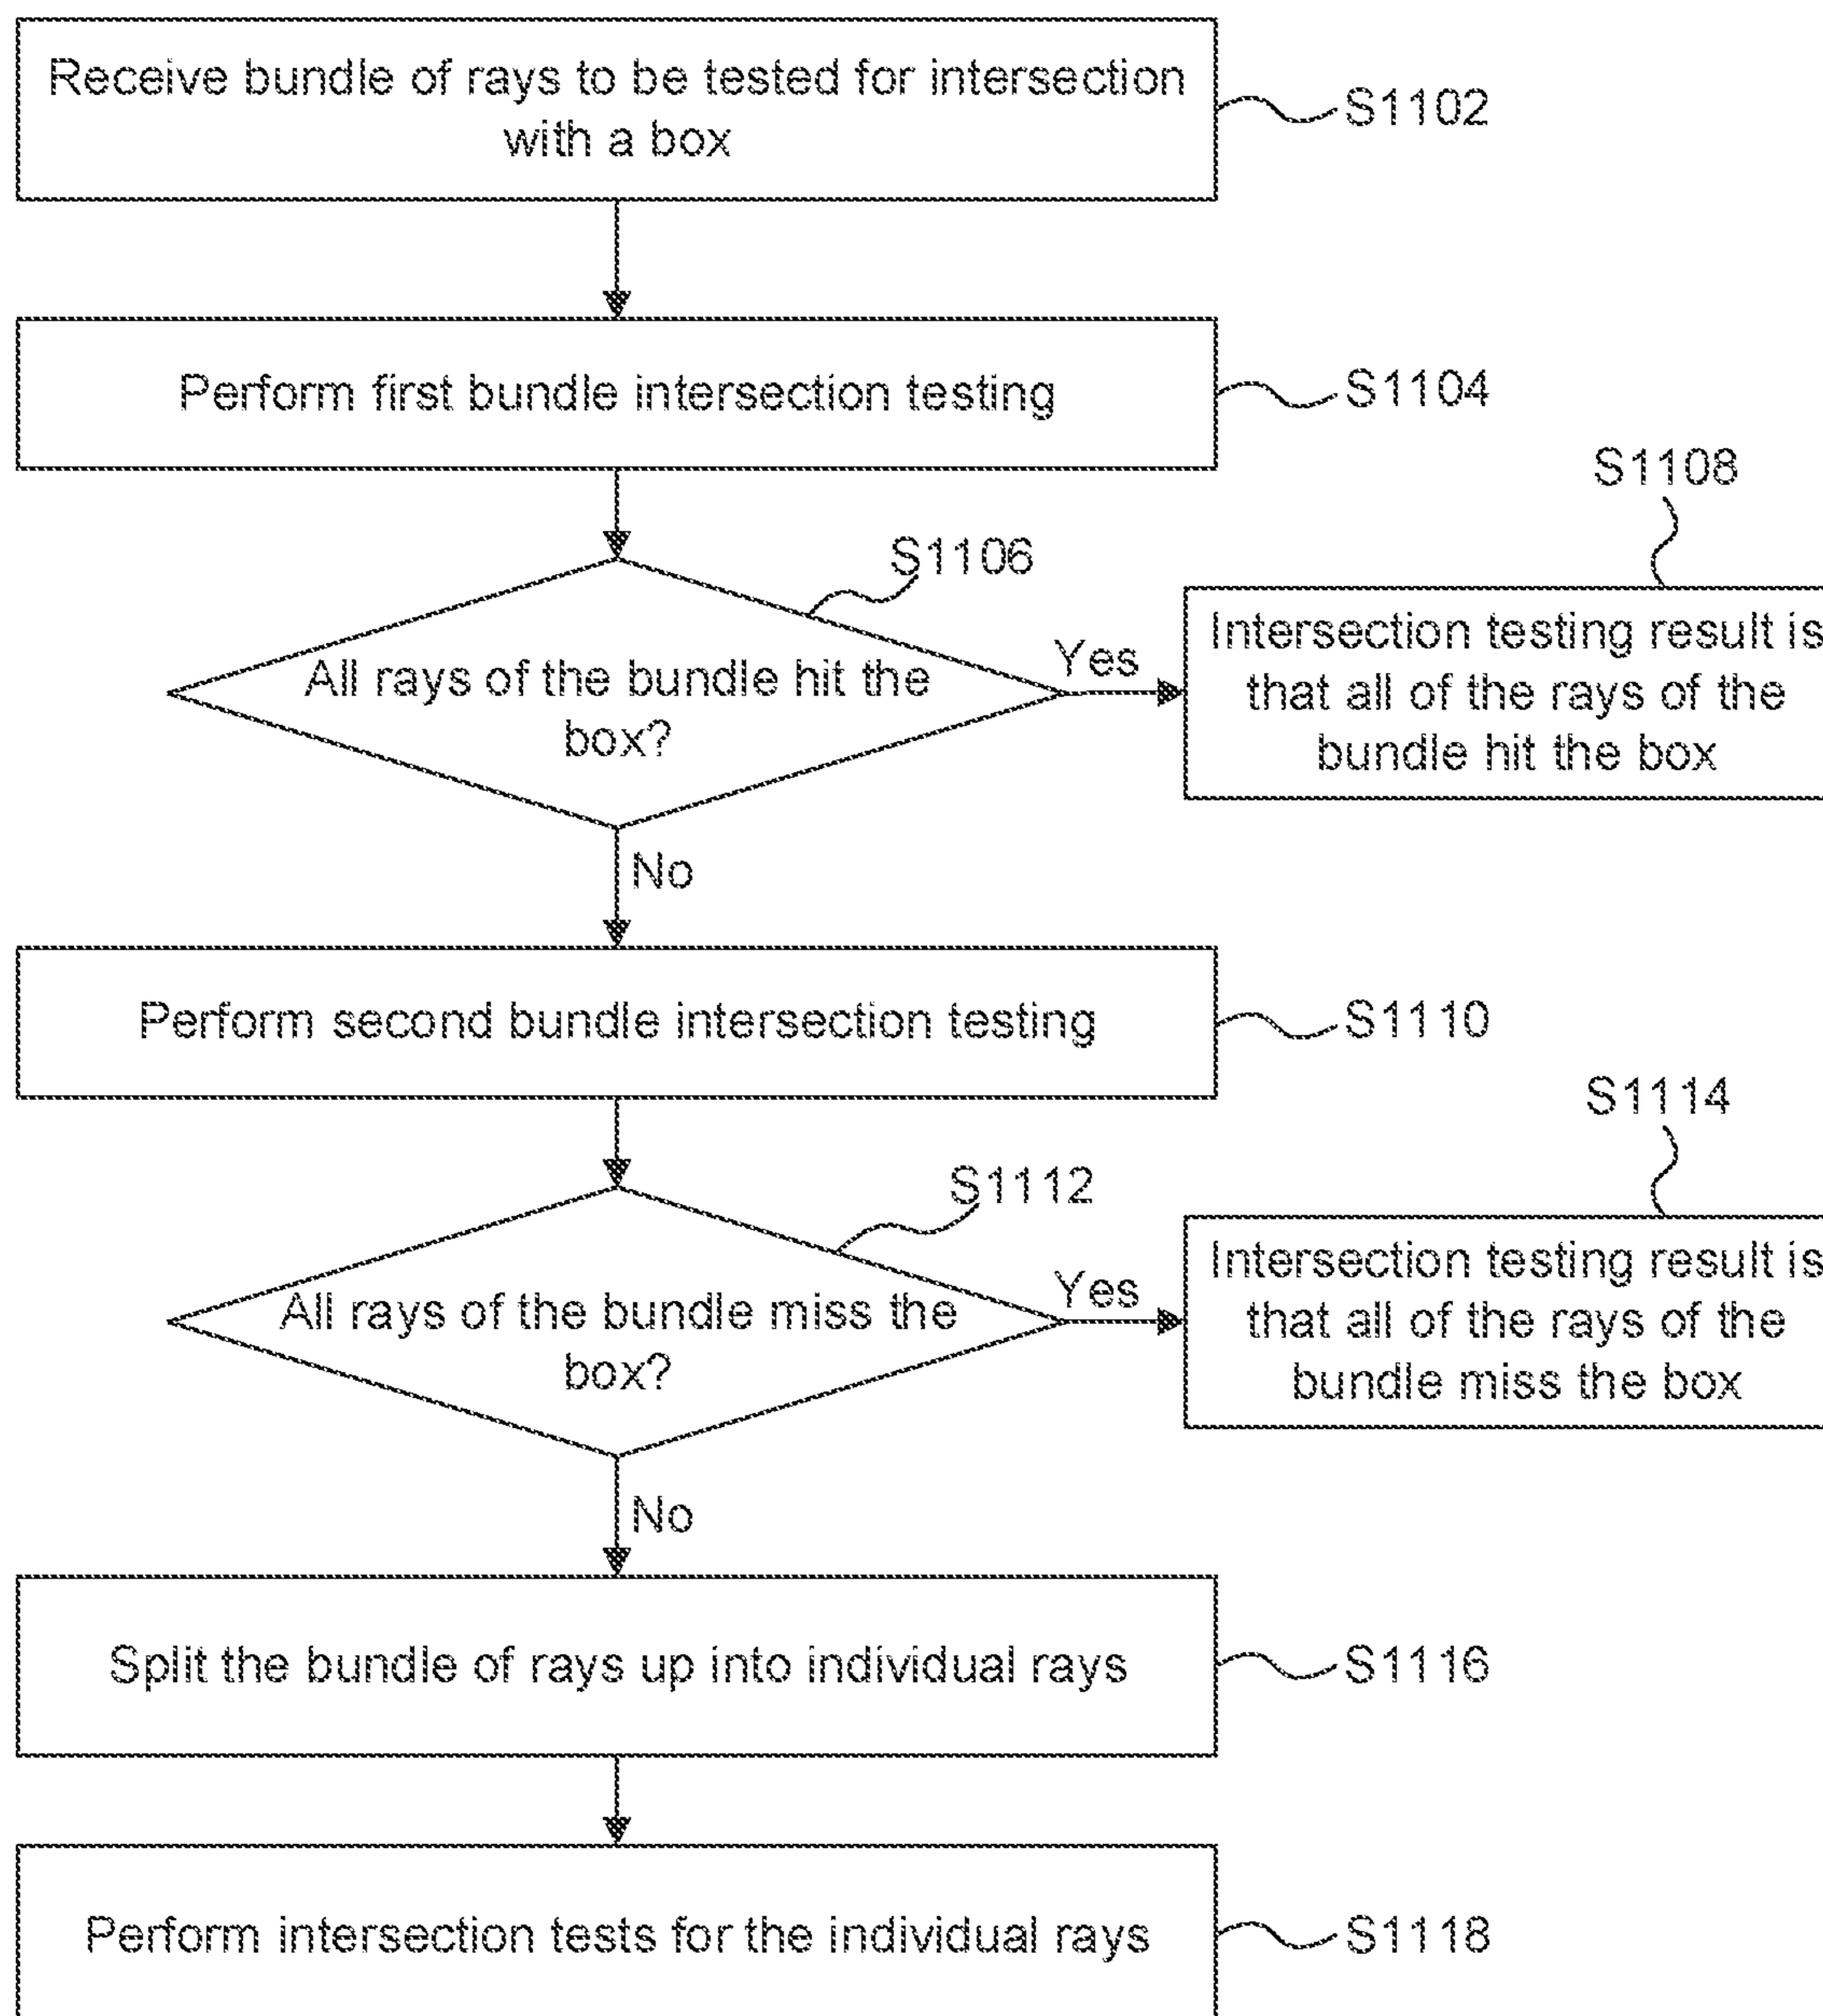 Receive bundle of rays to be tested for intersection
with a box
S1102
Perform first bundle intersection testing
S1104
S1106
All rays of the bundle hit the
box?
Yes
S1108
Intersection testing result is
that all of the rays of the
bundle hit the box
No
Perform second bundle intersection testing
S1110
S1112
All rays of the bundle miss the
box?
Yes
S1114
Intersection testing result is
that all of the rays of the
bundle miss the box
No
Split the bundle of rays up into individual rays
S1116
Perform intersection tests for the individual rays
S1118